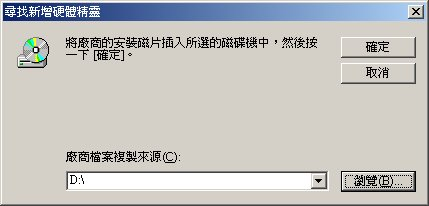 尋找新增硬體精靈
將廠商的安裝磁片插入所選的磁碟機中，然後按
一下 [確定]。
確定
取消
廠商檔案複製來源(C):
D:\
瀏覽(B)...